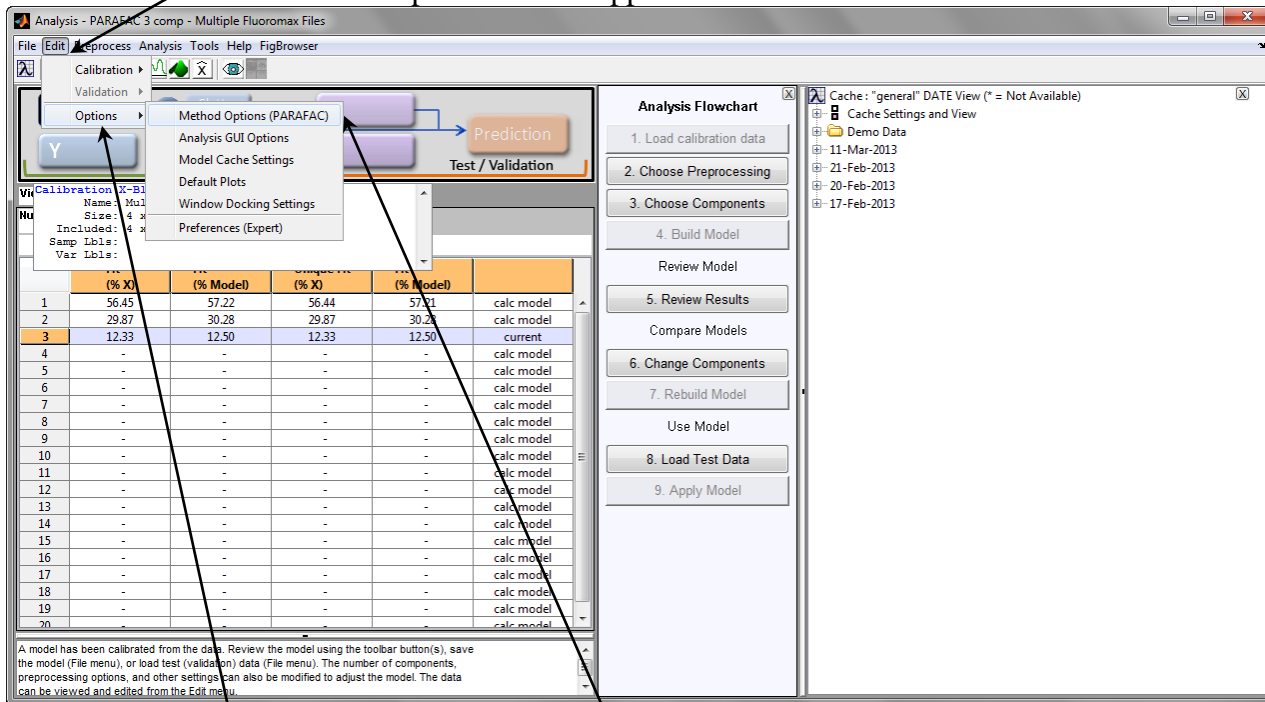 Analysis - PARAFAC 3 comp - Multiple Fluoromax Files
File Edit Preprocess Analysis Tools Help FigBrowser
Calibration
Validation
Options
Method Options (PARAFAC)
Analysis GUI Options
Model Cache Settings
Default Plots
Window Docking Settings
Preferences (Expert)
Y
Prediction
Test / Validation
Calibration X-Bl
Name: Mul
Size: 4 x
Included: 4 x
Samp Lbls:
Var Lbls:
(% X) (% Model) (% X) (% Model)
1 56.45 57.22 56.44 57.21 calc model
2 29.87 30.28 29.87 30.28 calc model
3 12.33 12.50 12.33 12.50 current
4 - - - - calc model
5 - - - - calc model
6 - - - - calc model
7 - - - - calc model
8 - - - - calc model
9 - - - - calc model
10 - - - - calc model
11 - - - - calc model
12 - - - - calc model
13 - - - - calc model
14 - - - - calc model
15 - - - - calc model
16 - - - - calc model
17 - - - - calc model
18 - - - - calc model
19 - - - - calc model
20 - - - - calc model
A model has been calibrated from the data. Review the model using the toolbar button(s), save
the model (File menu), or load test (validation) data (File menu). The number of components,
preprocessing options, and other settings can also be modified to adjust the model. The data
can be viewed and edited from the Edit menu.
Analysis Flowchart
1. Load calibration data
2. Choose Preprocessing
3. Choose Components
4. Build Model
Review Model
5. Review Results
Compare Models
6. Change Components
7. Rebuild Model
Use Model
8. Load Test Data
9. Apply Model
Cache: "general" DATE View (* = Not Available)
Cache Settings and View
Demo Data
11-Mar-2013
21-Feb-2013
20-Feb-2013
17-Feb-2013